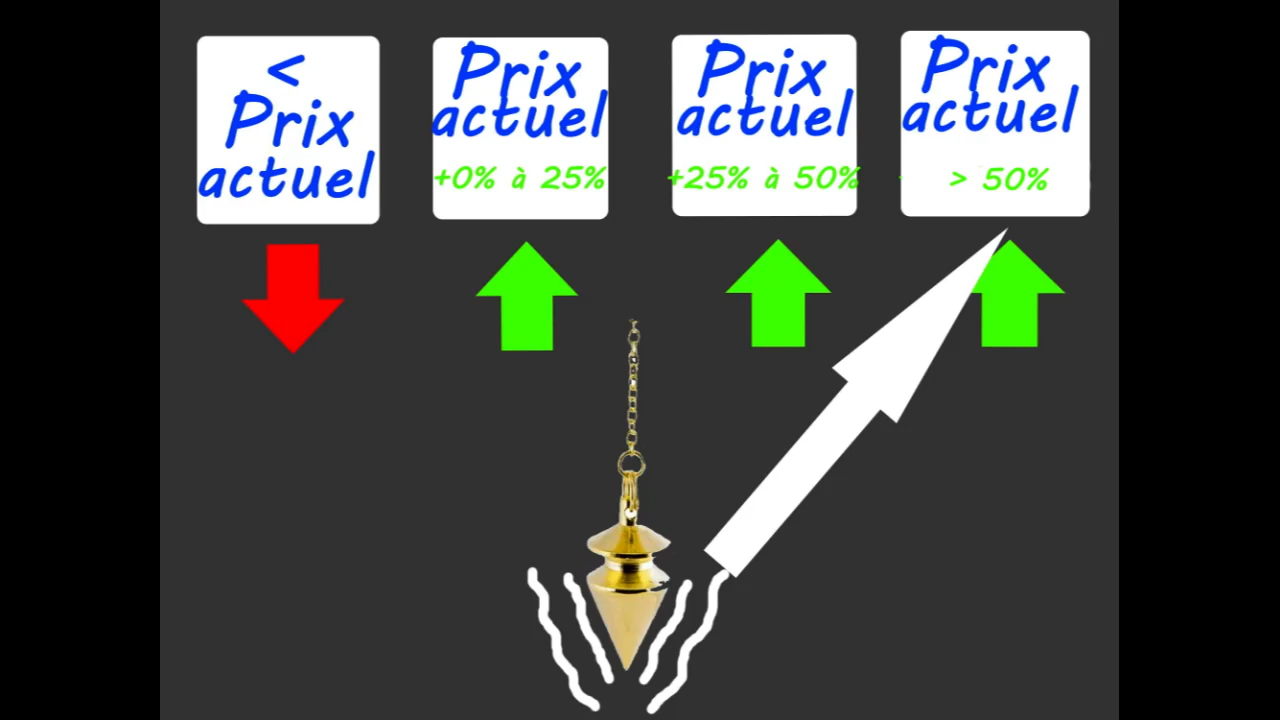 <
Prix
actuel
Prix
actuel
+0% à 25%
Prix
actuel
+25% à 50%
Prix
actuel
> 50%